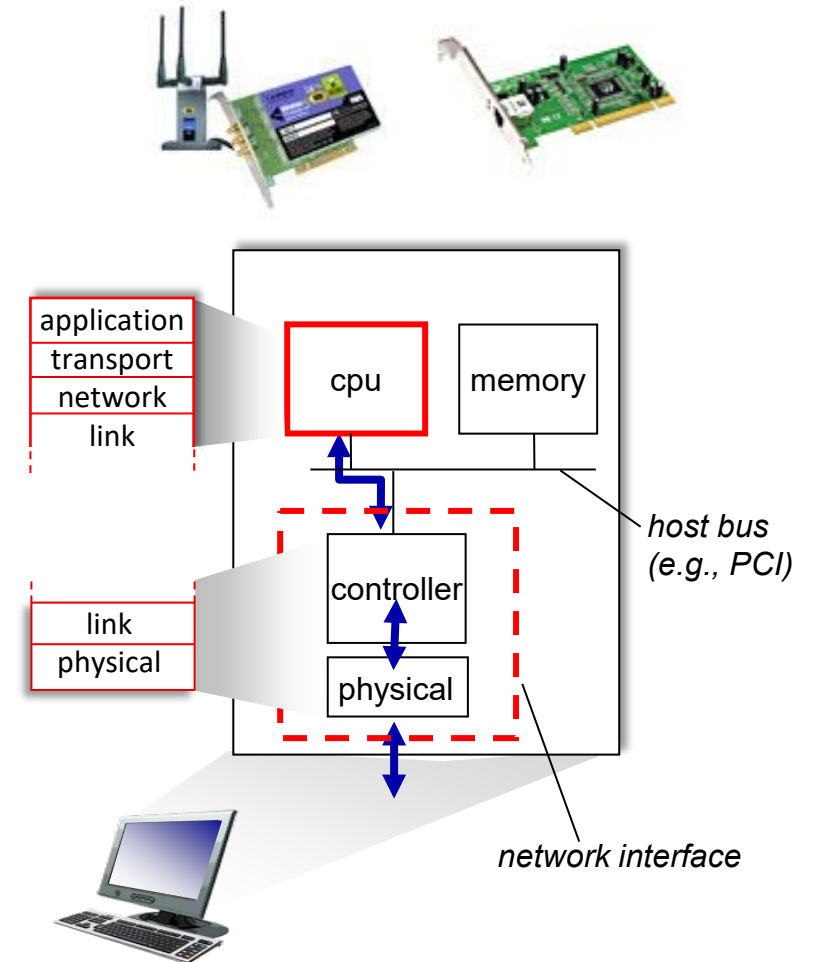 application
transport
network
link
cpu
memory
host bus
(e.g., PCI)
controller
link
physical
physical
network interface